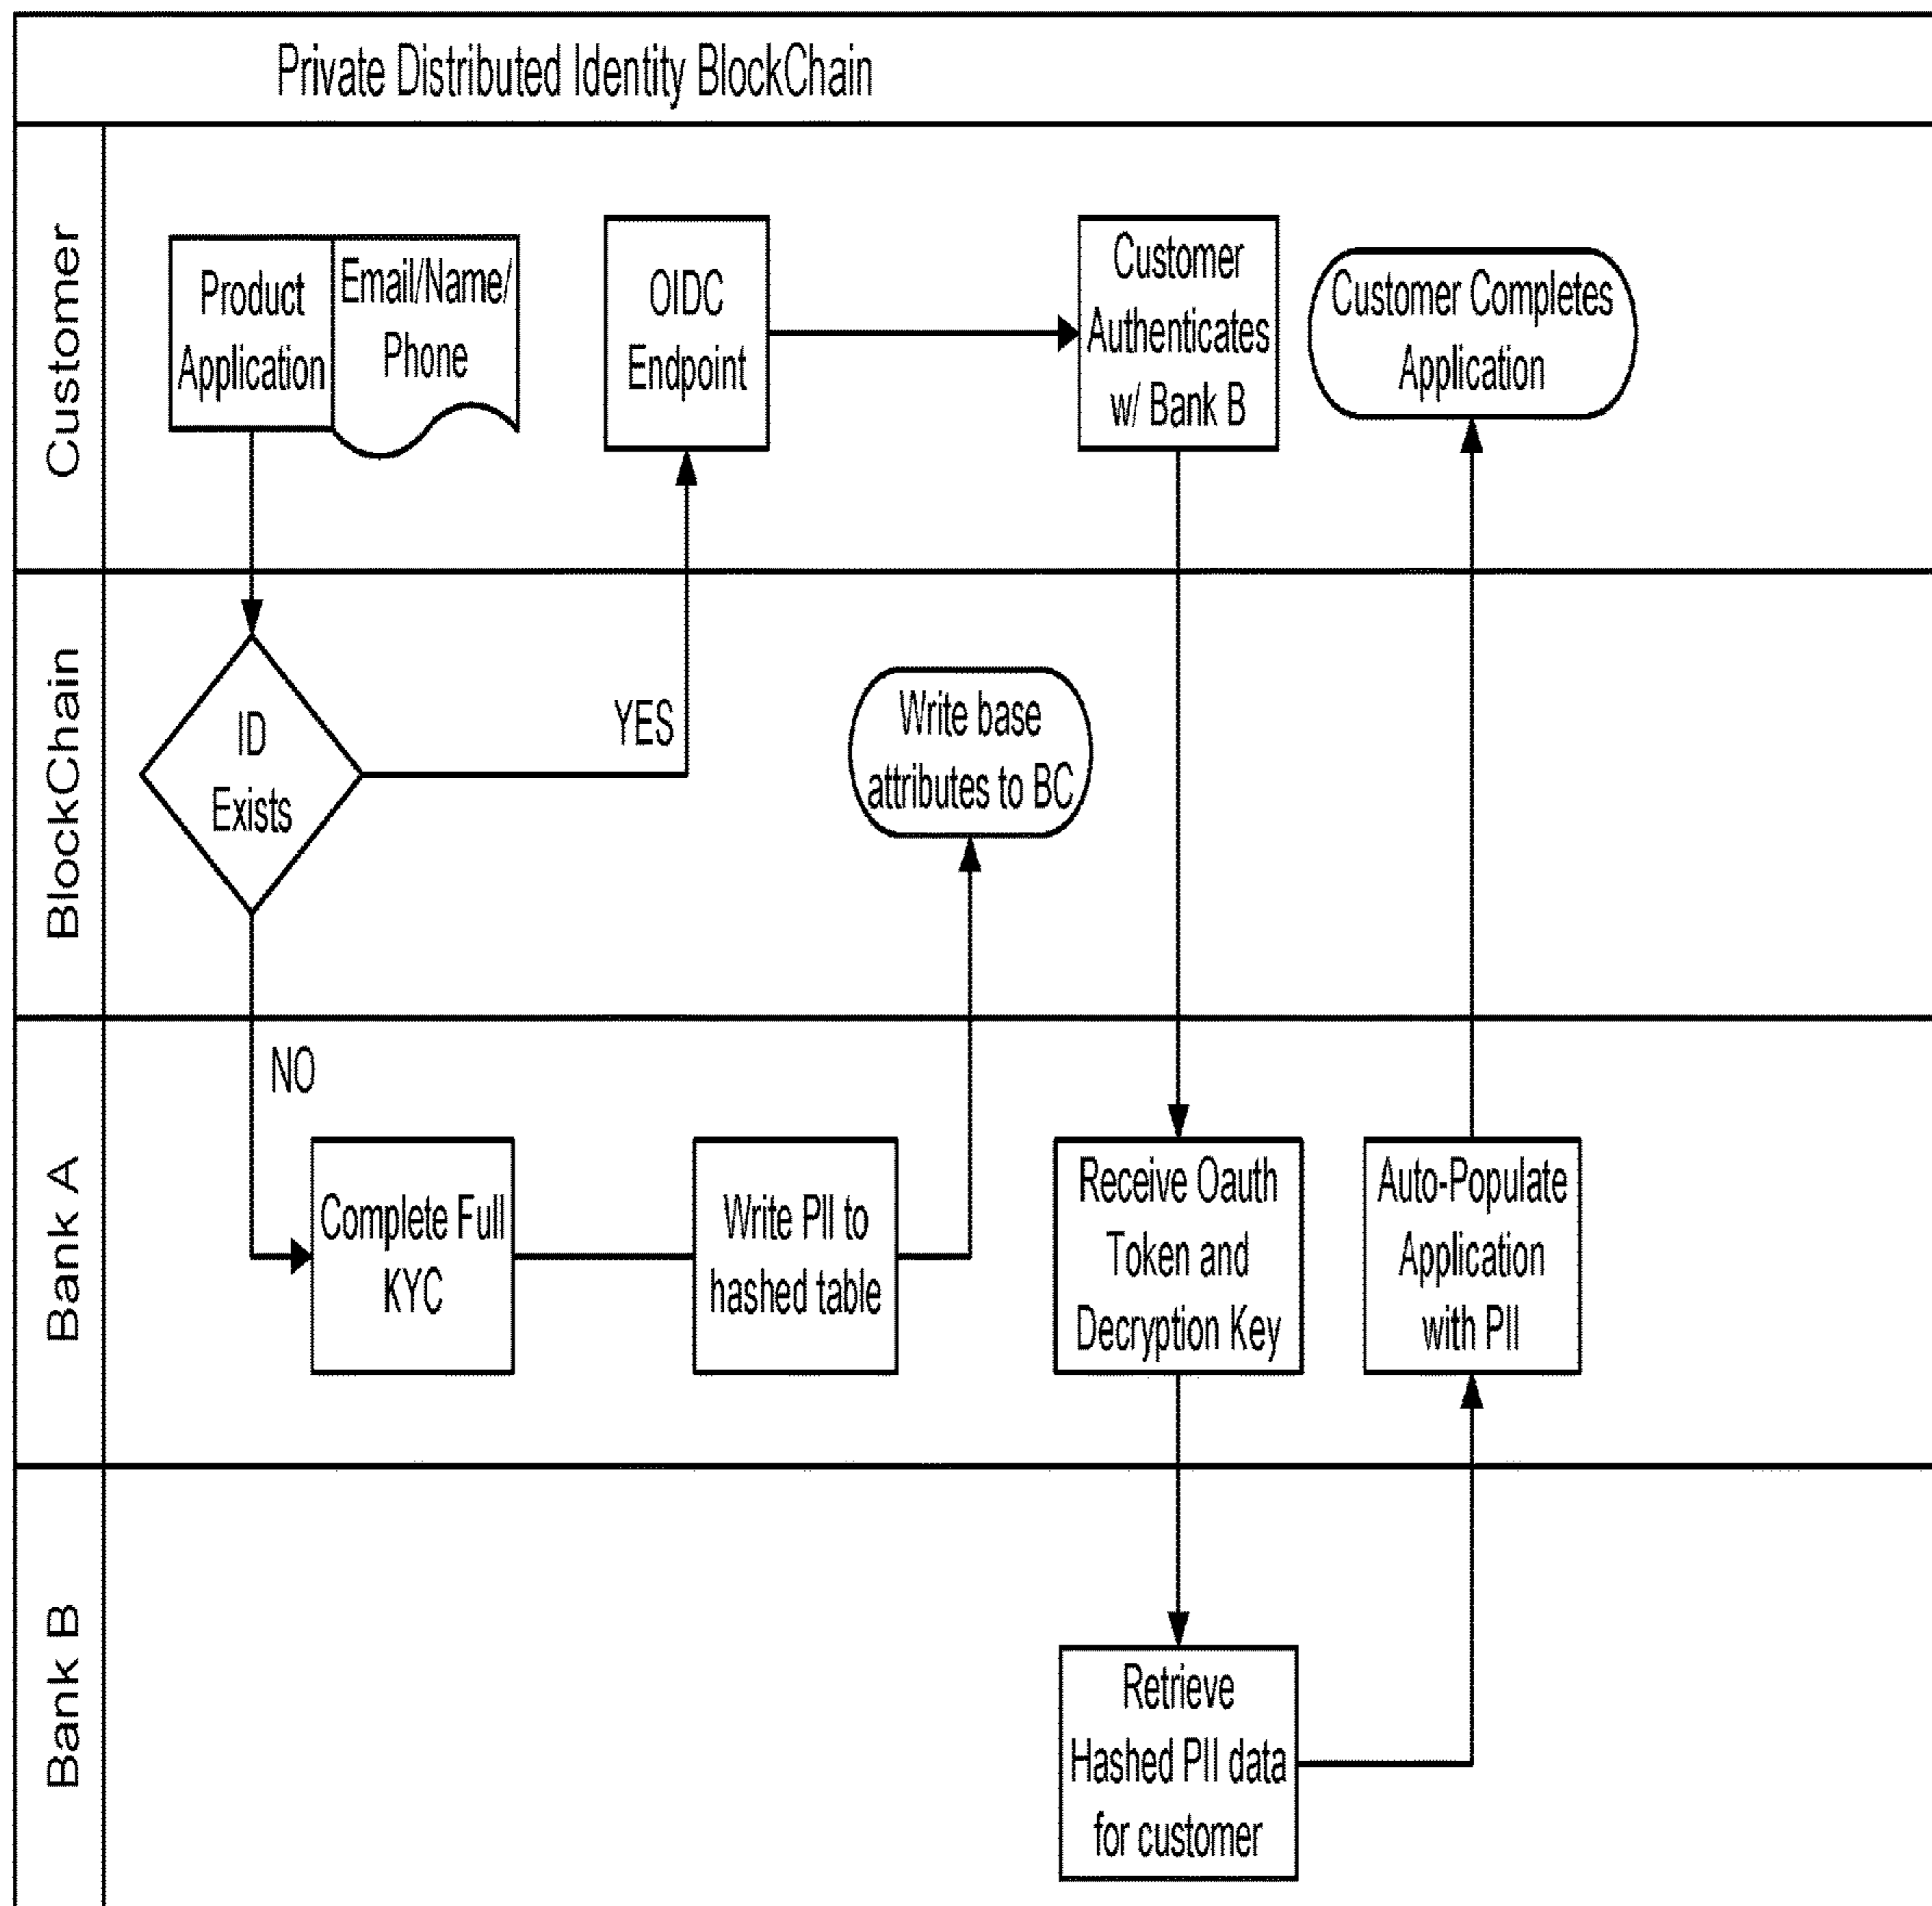 Private Distributed Identity BlockChain
Customer
Product
Application
Email/Name/
Phone
OIDC
Endpoint
Customer
Authenticates
w/ Bank B
Customer Completes
Application
BlockChain
ID
Exists
YES
Write base
attributes to BC
Bank A
NO
Complete Full
KYC
Write PII to
hashed table
Receive Oauth
Token and
Decryption Key
Auto-Populate
Application
with PII
Bank B
Retrieve
Hashed PII data
for customer